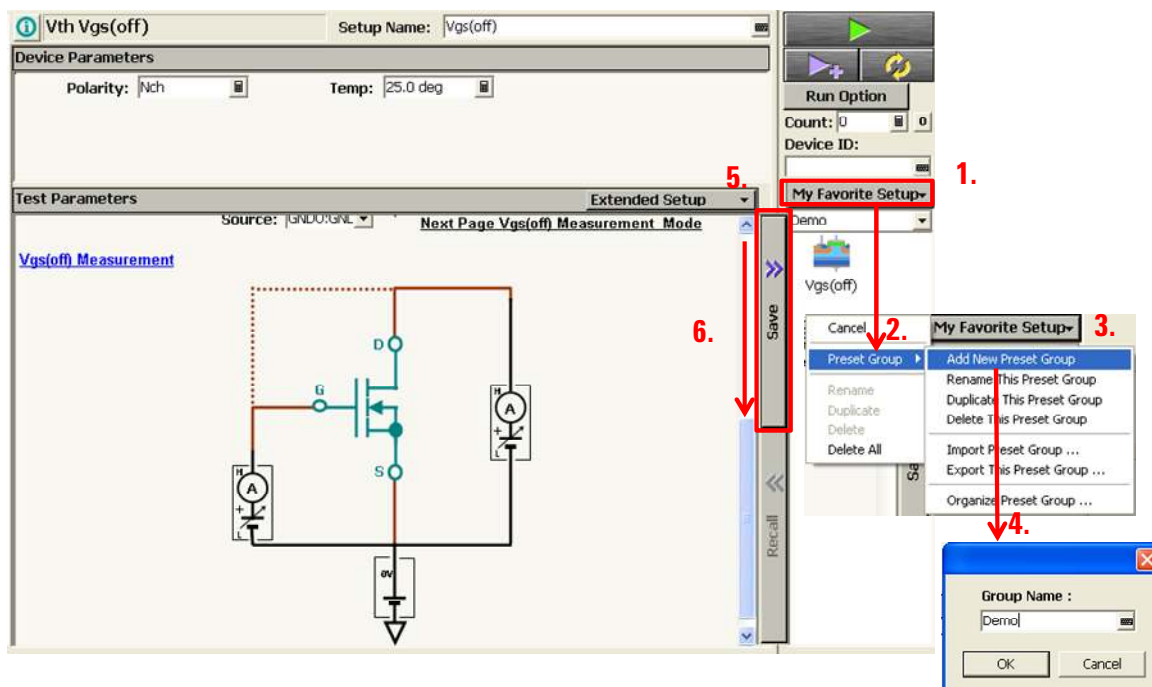 Vth Vgs(off)
Setup Name: Vgs(off)
Device Parameters
Polarity: Nch
Temp: 25.0 deg
Run Option
Count: 0
0
Device ID:
1.
My Favorite Setup
Demo
Vgs(off)
5.
Test Parameters
Extended Setup
Source: GNDU:GNL
Next Page Vgs(off) Measurement Mode
Vgs(off) Measurement
D
G
S
HI
A
+
L
HI
A
+
L
0V
6.
Save
Recall
2.
Cancel
Preset Group
Rename
Duplicate
Delete
Delete All
My Favorite Setup
3.
Add New Preset Group
Rename This Preset Group
Duplicate This Preset Group
Delete This Preset Group
Import Preset Group ...
Export This Preset Group ...
Organize Preset Group ...
4.
Group Name :
Demo
OK
Cancel